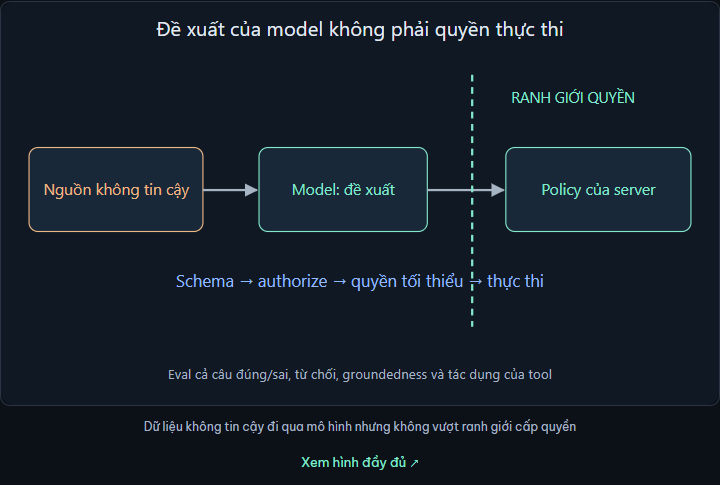 Đề xuất của model không phải quyền thực thi
RANH GIỚI QUYỀN
Nguồn không tin cậy
Model: đề xuất
Policy của server
Schema → authorize → quyền tối thiểu → thực thi
Eval cả câu đúng/sai, từ chối, groundedness và tác dụng của tool
Dữ liệu không tin cậy đi qua mô hình nhưng không vượt ranh giới cấp quyền
Xem hình đầy đủ ↗